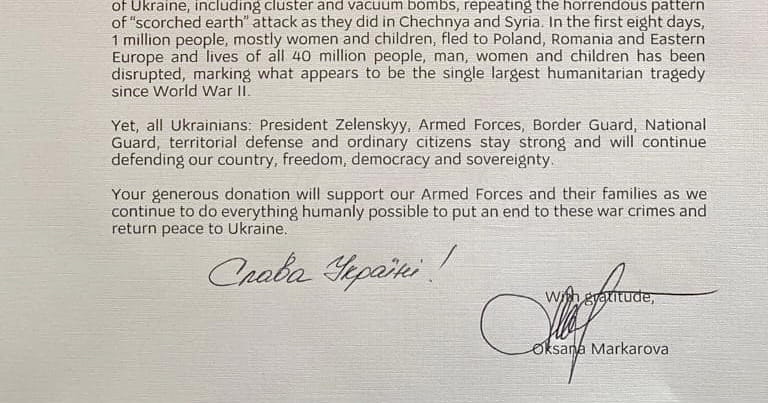 of Ukraine, including cluster and vacuum bombs, repeating the horrendous pattern
of “scorched earth” attack as they did in Chechnya and Syria. In the first eight days,
1 million people, mostly women and children, fled to Poland, Romania and Eastern
Europe and lives of all 40 million people, man, women and children has been
disrupted, marking what appears to be the single largest humanitarian tragedy
since World War II.
Yet, all Ukrainians: President Zelenskyy, Armed Forces, Border Guard, National
Guard, territorial defense and ordinary citizens stay strong and will continue
defending our country, freedom, democracy and sovereignty.
Your generous donation will support our Armed Forces and their families as we
continue to do everything humanly possible to put an end to these war crimes and
return peace to Ukraine.
Слава Україні!
With gratitude,
Oksana Markarova